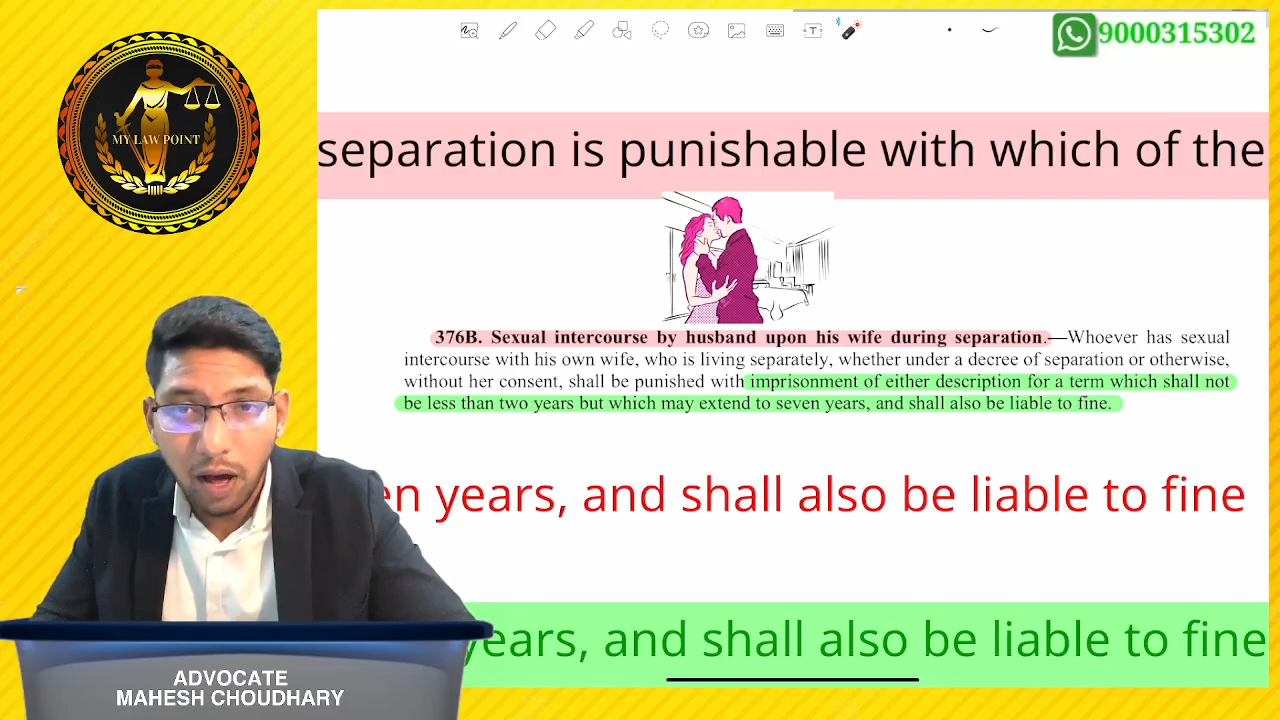 9000315302
MY LAW POINT
separation is punishable with which of the
376B. Sexual intercourse by husband upon his wife during separation.—Whoever has sexual
intercourse with his own wife, who is living separately, whether under a decree of separation or otherwise,
without her consent, shall be punished with imprisonment of either description for a term which shall not
be less than two years but which may extend to seven years, and shall also be liable to fine.
en years, and shall also be liable to fine
years, and shall also be liable to fine
ADVOCATE
MAHESH CHOUDHARY